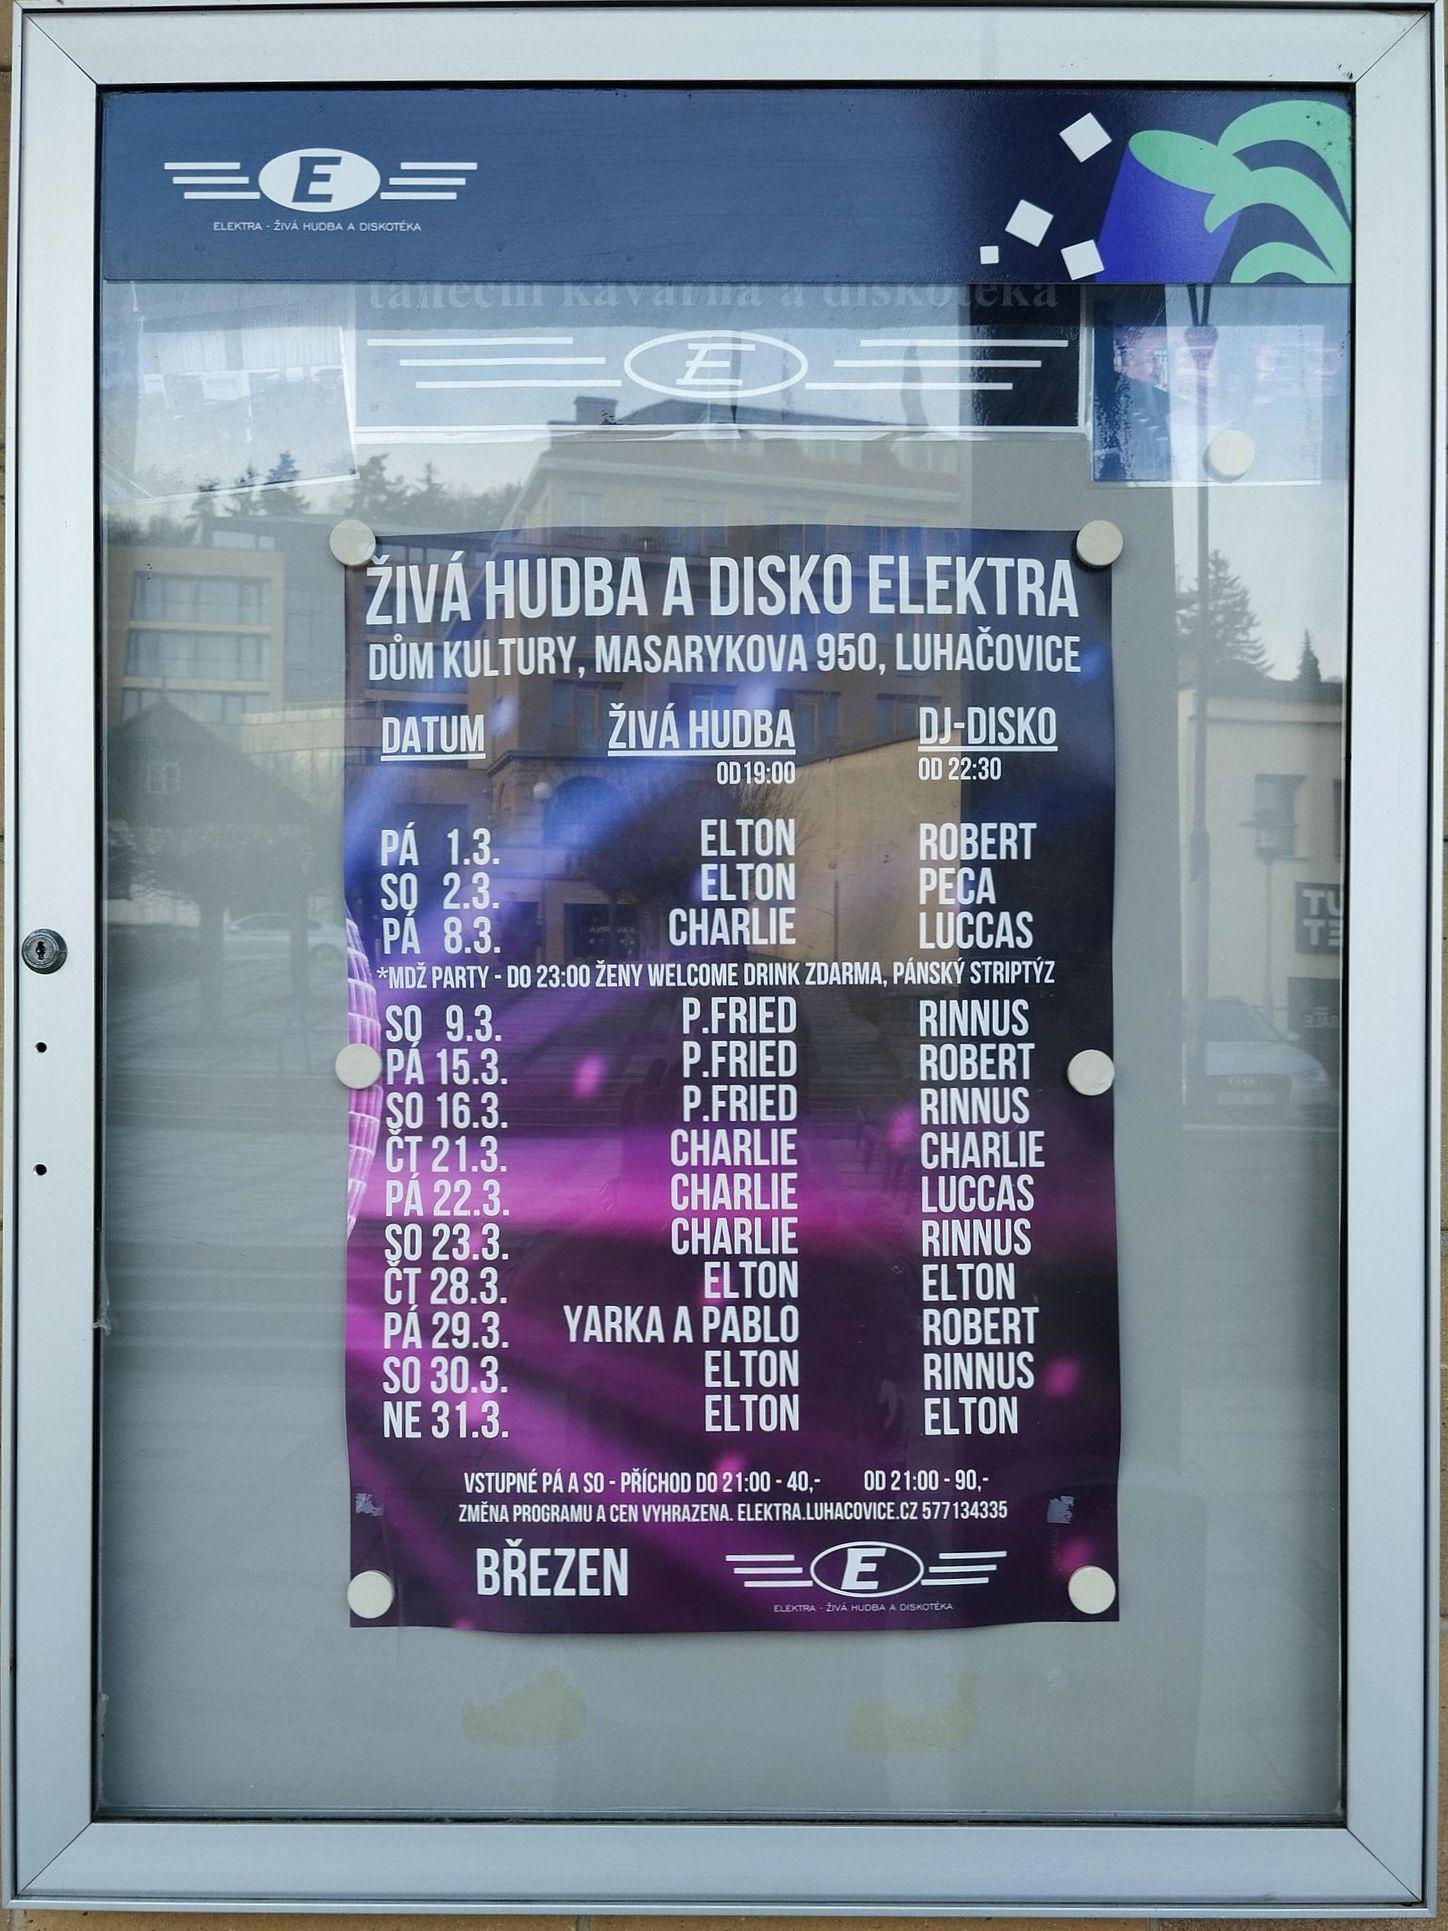 E
ELEKTRA - ŽIVÁ HUDBA A DISKOTÉKA
taneční kavárna a diskotéka
E
ŽIVÁ HUDBA A DISKO ELEKTRA
DŮM KULTURY, MASARYKOVA 950, LUHAČOVICE
DATUM ŽIVÁ HUDBA DJ-DISKO
OD 19:00 OD 22:30
PÁ 1.3. ELTON ROBERT
SO 2.3. ELTON PECA
PÁ 8.3. CHARLIE LUCCAS
*MDŽ PARTY - DO 23:00 ŽENY WELCOME DRINK ZDARMA, PÁNSKÝ STRIPTÝZ
SO 9.3. P.FRIED RINNUS
PÁ 15.3. P.FRIED ROBERT
SO 16.3. P.FRIED RINNUS
ČT 21.3. CHARLIE CHARLIE
PÁ 22.3. CHARLIE LUCCAS
SO 23.3. CHARLIE RINNUS
ČT 28.3. ELTON ELTON
PÁ 29.3. YARKA A PABLO ROBERT
SO 30.3. ELTON RINNUS
NE 31.3. ELTON ELTON
VSTUPNÉ PÁ A SO - PŘÍCHOD DO 21:00 - 40,- OD 21:00 - 90,-
ZMĚNA PROGRAMU A CEN VYHRAZENA. ELEKTRA.LUHACOVICE.CZ 577134335
BŘEZEN E
ELEKTRA - ŽIVÁ HUDBA A DISKOTÉKA